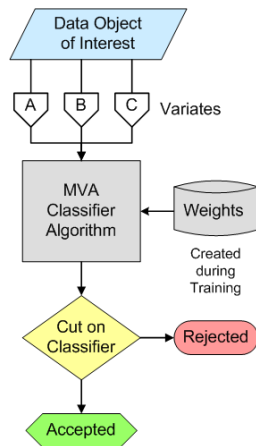 Data Object
of Interest
A
B
C
Variates
MVA
Classifier
Algorithm
Weights
Created
during
Training
Cut on
Classifier
Rejected
Accepted